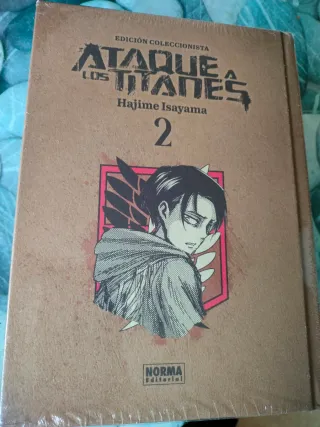 EDICIÓN COLECCIONISTA
ATAQUE A
LOS TITANES
Hajime Isayama
2
NORMA
Editorial